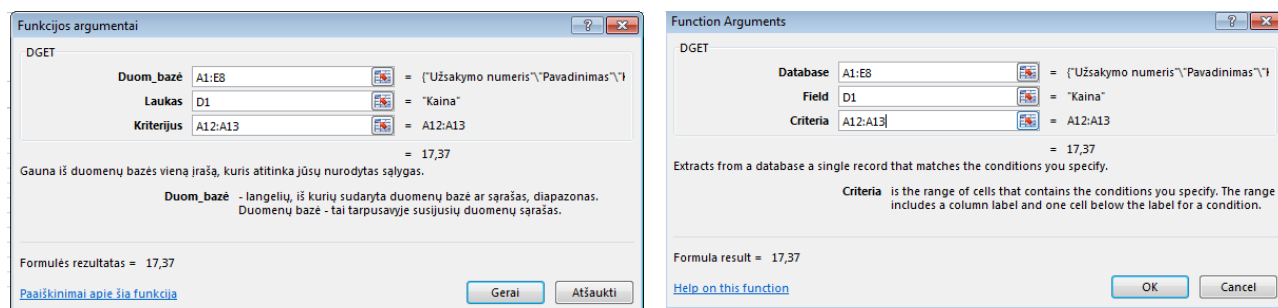 Funkcijos argumentai
DGET
Duom_bazė A1:E8 = {"Užsakymo numeris"\"Pavadinimas"\"
Laukas D1 = "Kaina"
Kriterijus A12:A13 = A12:A13
= 17,37
Gauna iš duomenų bazės vieną įrašą, kuris atitinka jūsų nurodytas sąlygas.
Duom_bazė - langelių, iš kurių sudaryta duomenų bazė ar sąrašas, diapazonas.
Duomenų bazė - tai tarpusavyje susijusių duomenų sąrašas.
Formulės rezultatas = 17,37
Paaiškinimai apie šia funkcija
Gerai Atšaukti
Function Arguments
DGET
Database A1:E8 = {"Užsakymo numeris"\"Pavadinimas"\"
Field D1 = "Kaina"
Criteria A12:A13 = A12:A13
= 17,37
Extracts from a database a single record that matches the conditions you specify.
Criteria is the range of cells that contains the conditions you specify. The range
includes a column label and one cell below the label for a condition.
Formula result = 17,37
Help on this function
OK Cancel